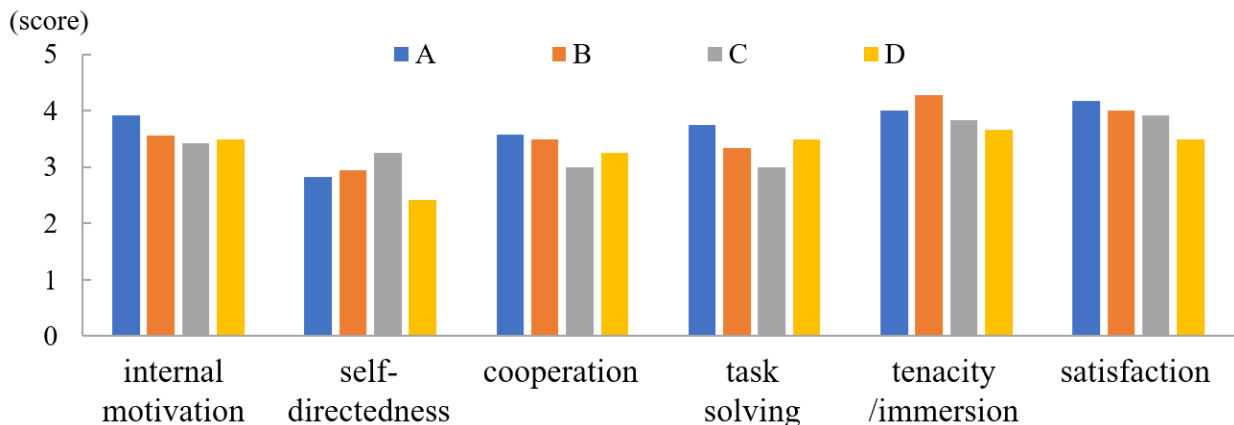 (score)
5
A B C D
4
3
2
1
0
internal self- cooperation task tenacity satisfaction
motivation directedness solving /immersion